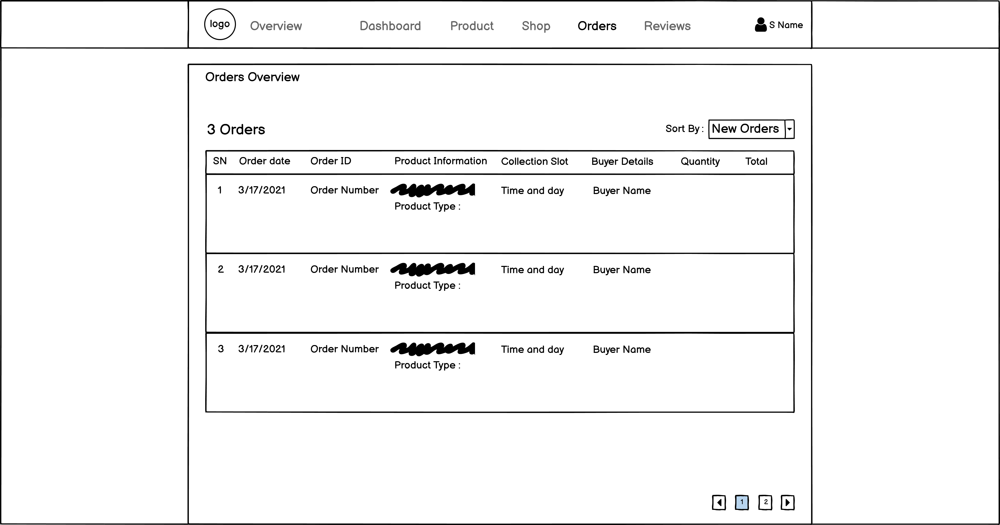 logo Overview Dashboard Product Shop Orders Reviews S Name
Orders Overview
3 Orders Sort By : New Orders
SN Order date Order ID Product Information Collection Slot Buyer Details Quantity Total
1 3/17/2021 Order Number Time and day Buyer Name
Product Type :
2 3/17/2021 Order Number Time and day Buyer Name
Product Type :
3 3/17/2021 Order Number Time and day Buyer Name
Product Type :
1 2